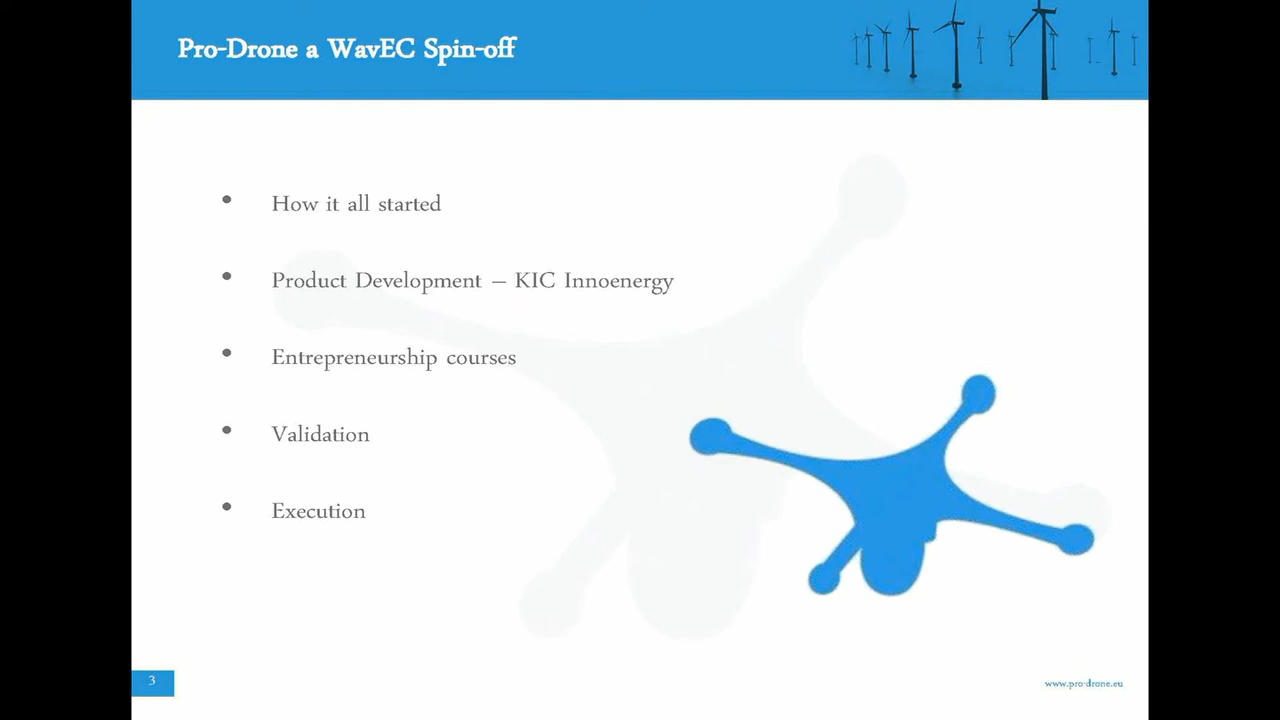 Pro-Drone a WavEC Spin-off
• How it all started
• Product Development – KIC Innoenergy
• Entrepreneurship courses
• Validation
• Execution
3
www.pro-drone.eu